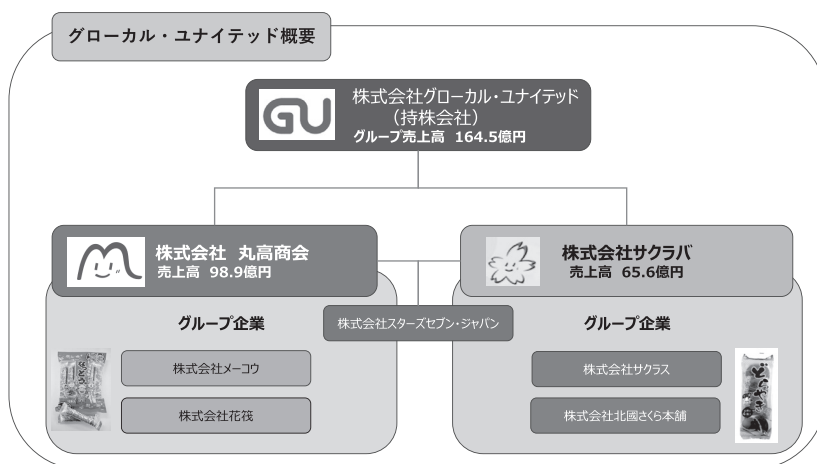 グローカル・ユナイテッド概要
GU
株式会社グローカル・ユナイテッド
（持株会社）
グループ売上高 164.5億円
株式会社 丸高商会
売上高 98.9億円
株式会社サクラバ
売上高 65.6億円
株式会社スターズセブン・ジャパン
グループ企業
株式会社メーコウ
株式会社花筏
グループ企業
株式会社サクラス
株式会社北國さくら本舗
どらやき